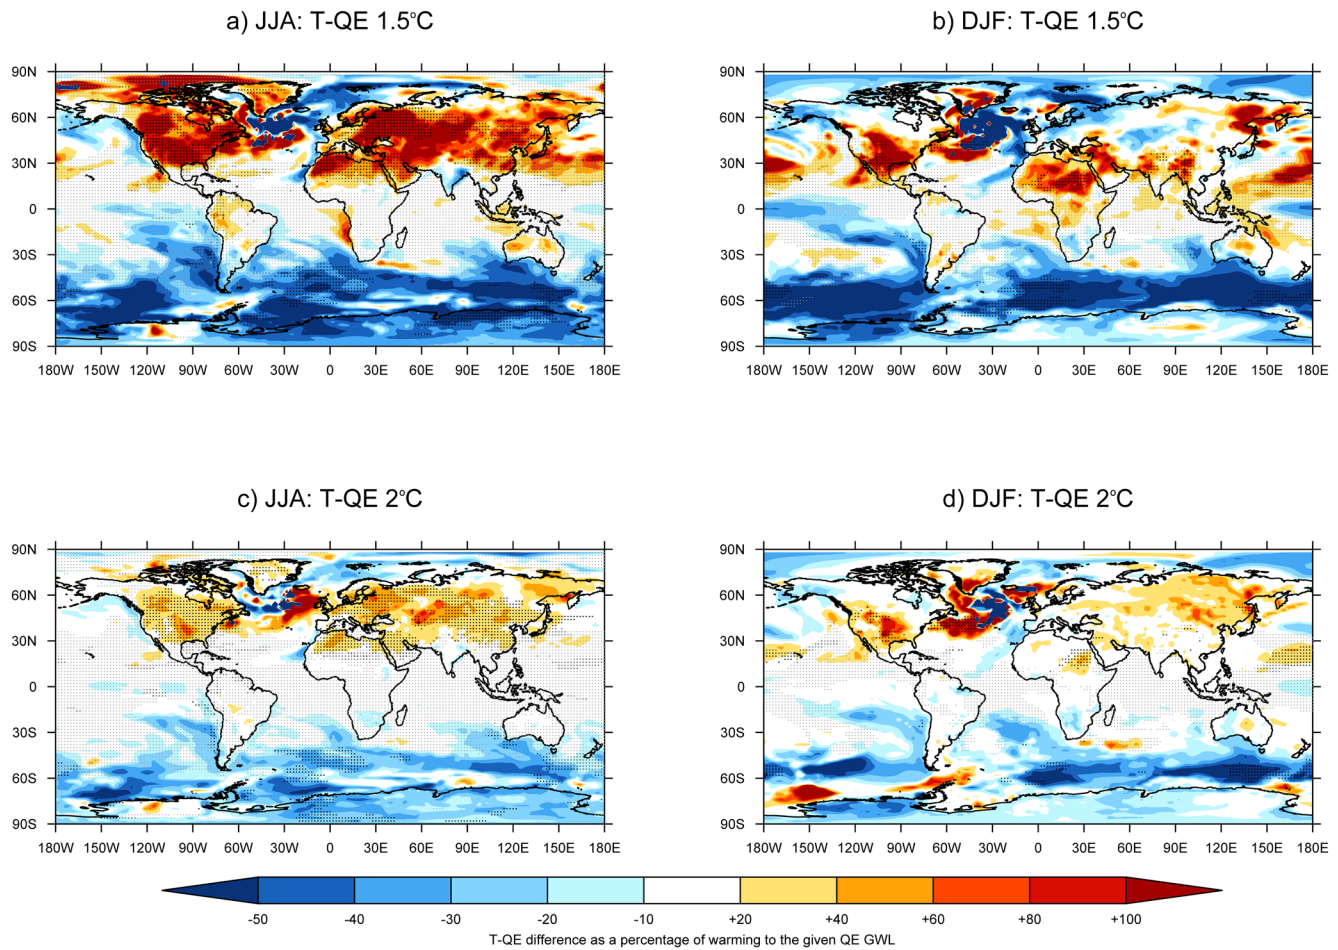 a) JJA: T-QE 1.5°C
b) DJF: T-QE 1.5°C
90N
60N
30N
0
30S
60S
90S
180W 150W 120W 90W 60W 30W 0 30E 60E 90E 120E 150E 180E
90N
60N
30N
0
30S
60S
90S
180W 150W 120W 90W 60W 30W 0 30E 60E 90E 120E 150E 180E
c) JJA: T-QE 2°C
d) DJF: T-QE 2°C
90N
60N
30N
0
30S
60S
90S
180W 150W 120W 90W 60W 30W 0 30E 60E 90E 120E 150E 180E
90N
60N
30N
0
30S
60S
90S
180W 150W 120W 90W 60W 30W 0 30E 60E 90E 120E 150E 180E
-50 -40 -30 -20 -10 +20 +40 +60 +80 +100
T-QE difference as a percentage of warming to the given QE GWL